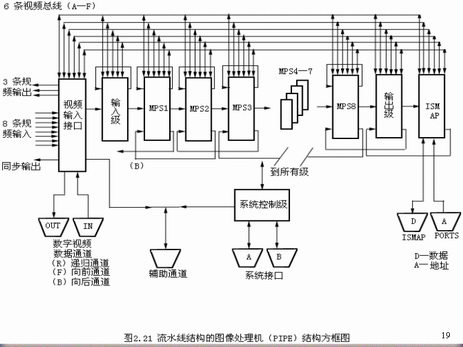 6 条视频总线(A—F)
MPS4—7
3 条视
频输出
8 条视
频输入
同步输出
视频
输入
接口
输入
级
MPS1
MPS2
MPS3
MPS8
输出
级
ISM
AP
(B)
到所有级
系统控制级
OUT
IN
数字视频
数据通道
(R) 递归通道
(F) 向前通道
(B) 向后通道
辅助通道
A
B
系统接口
D
A
ISMAP
PORTS
D—数据
A—地址
图2.21 流水线结构的图像处理机(PIPE)结构方框图
19